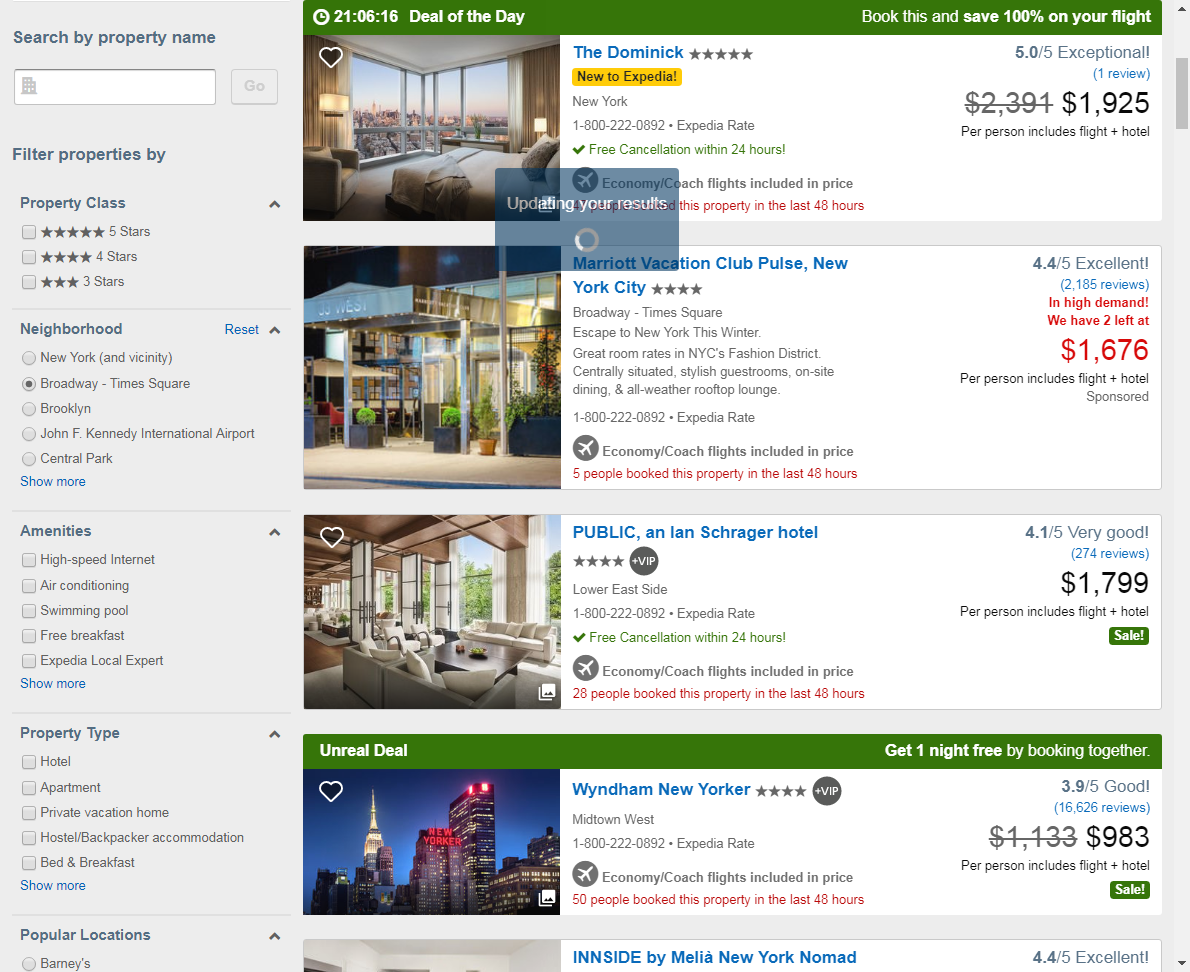 Search by property name
Go
Filter properties by
Property Class
5 Stars
4 Stars
3 Stars
Neighborhood Reset
New York (and vicinity)
Broadway - Times Square
Brooklyn
John F. Kennedy International Airport
Central Park
Show more
Amenities
High-speed Internet
Air conditioning
Swimming pool
Free breakfast
Expedia Local Expert
Show more
Property Type
Hotel
Apartment
Private vacation home
Hostel/Backpacker accommodation
Bed & Breakfast
Show more
Popular Locations
Barney's
21:06:16 Deal of the Day
Book this and save 100% on your flight
The Dominick
New to Expedia!
New York
1-800-222-0892 • Expedia Rate
Free Cancellation within 24 hours!
Economy/Coach flights included in price
people booked this property in the last 48 hours
5.0/5 Exceptional!
(1 review)
$2,391 $1,925
Per person includes flight + hotel
Updating your results
Marriott Vacation Club Pulse, New
York City
Broadway - Times Square
Escape to New York This Winter.
Great room rates in NYC's Fashion District.
Centrally situated, stylish guestrooms, on-site
dining, & all-weather rooftop lounge.
1-800-222-0892 • Expedia Rate
Economy/Coach flights included in price
5 people booked this property in the last 48 hours
4.4/5 Excellent!
(2,185 reviews)
In high demand!
We have 2 left at
$1,676
Per person includes flight + hotel
Sponsored
PUBLIC, an Ian Schrager hotel
+VIP
Lower East Side
1-800-222-0892 • Expedia Rate
Free Cancellation within 24 hours!
Economy/Coach flights included in price
28 people booked this property in the last 48 hours
4.1/5 Very good!
(274 reviews)
$1,799
Per person includes flight + hotel
Sale!
Unreal Deal
Get 1 night free by booking together.
NEW
YORKER
Wyndham New Yorker +VIP
Midtown West
1-800-222-0892 • Expedia Rate
Economy/Coach flights included in price
50 people booked this property in the last 48 hours
3.9/5 Good!
(16,626 reviews)
$1,133 $983
Per person includes flight + hotel
Sale!
INNSIDE by Melià New York Nomad
4.4/5 Excellent!